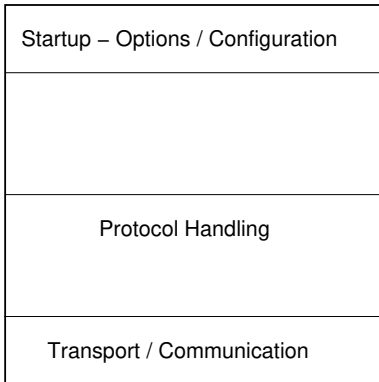 Startup – Options / Configuration
Protocol Handling
Transport / Communication